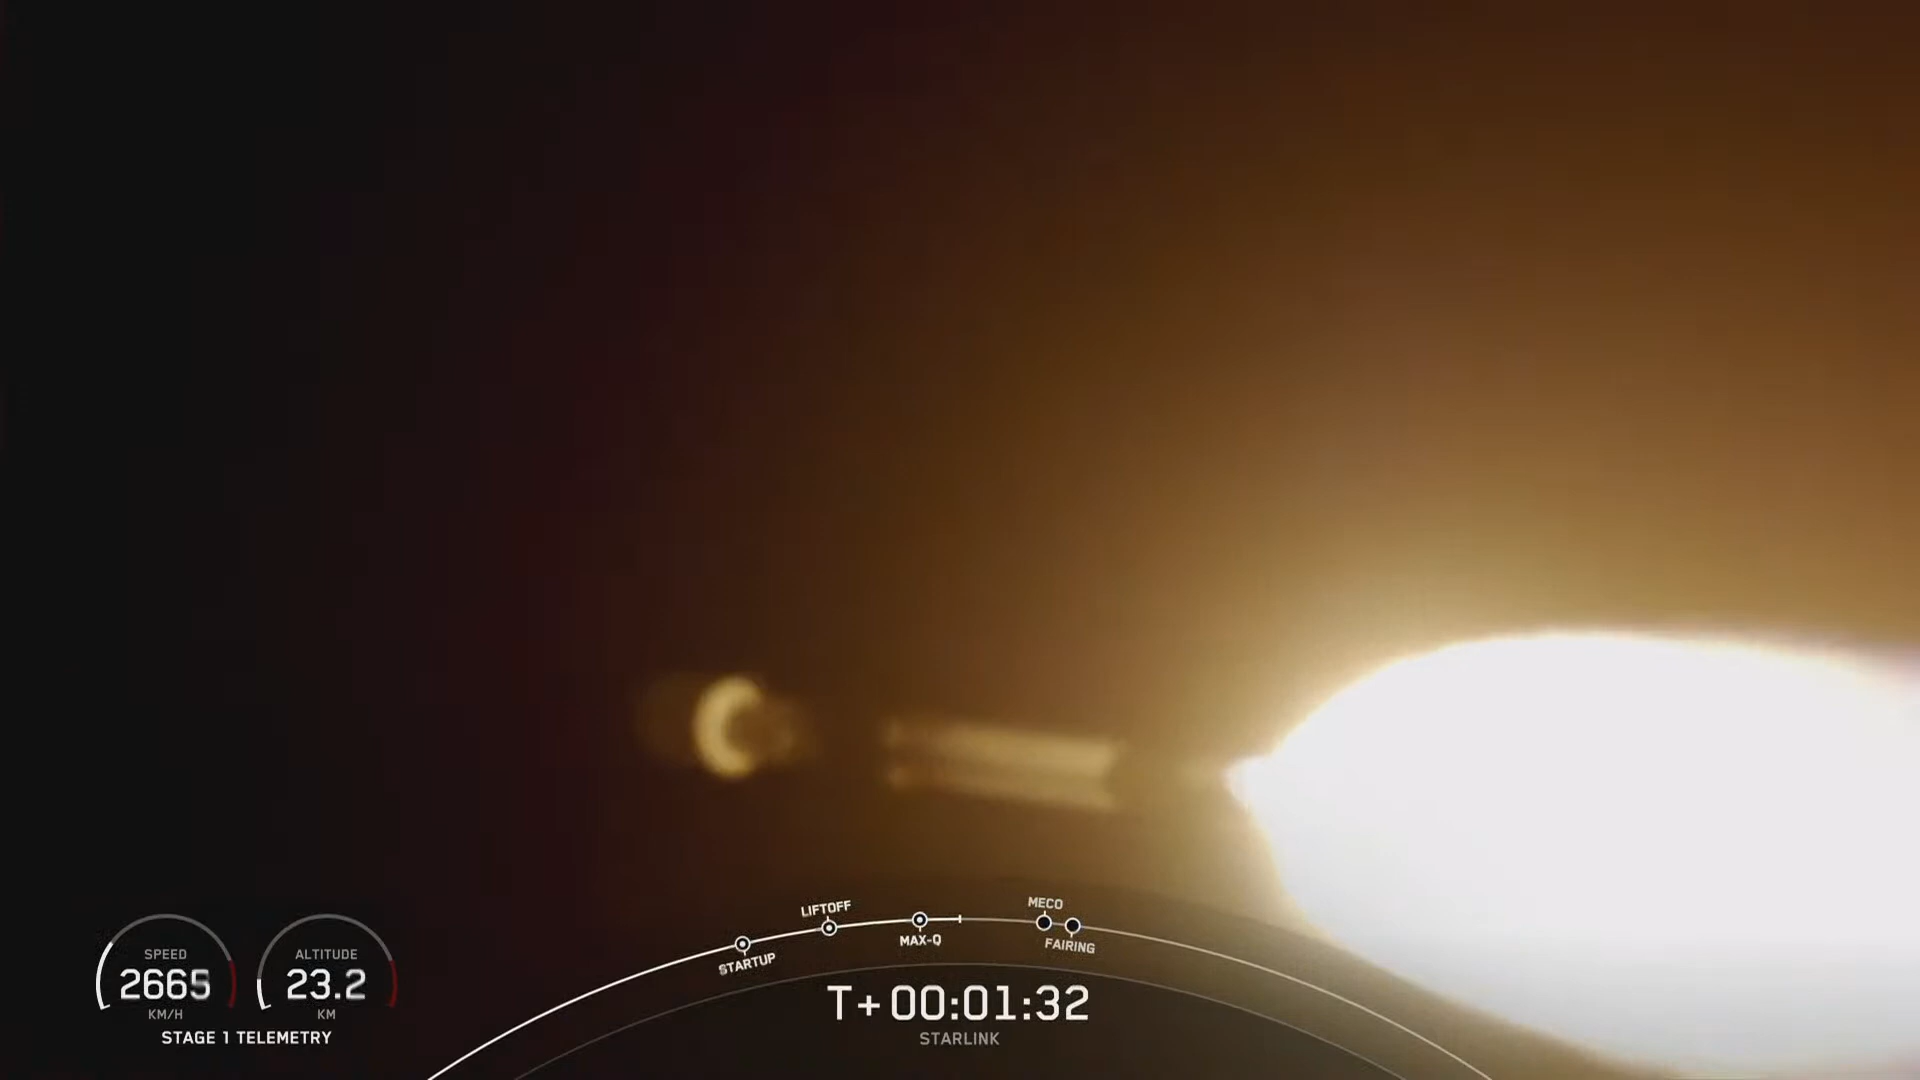 LIFTOFF
MECO
MAX-Q
FAIRING
STARTUP
SPEED
2665
KM/H
ALTITUDE
23.2
KM
STAGE 1 TELEMETRY
T+00:01:32
STARLINK